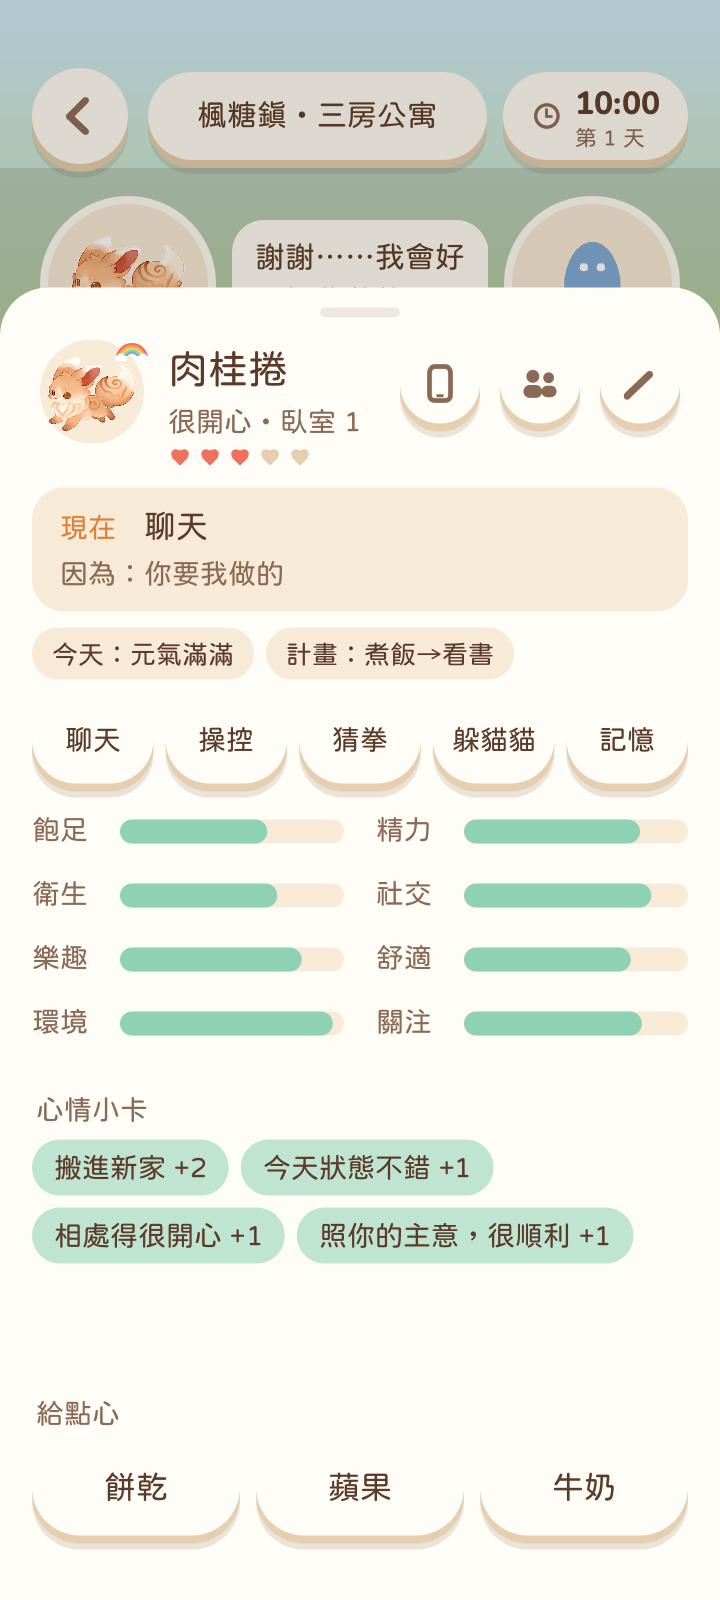 楓糖鎮・三房公寓
10:00
第 1 天
謝謝⋯⋯我會好
肉桂捲
很開心・臥室 1
現在 聊天
因為：你要我做的
今天：元氣滿滿 計畫：煮飯→看書
聊天 操控 猜拳 躲貓貓 記憶
飽足 精力
衛生 社交
樂趣 舒適
環境 關注
心情小卡
搬進新家 +2 今天狀態不錯 +1
相處得很開心 +1 照你的主意，很順利 +1
給點心
餅乾 蘋果 牛奶